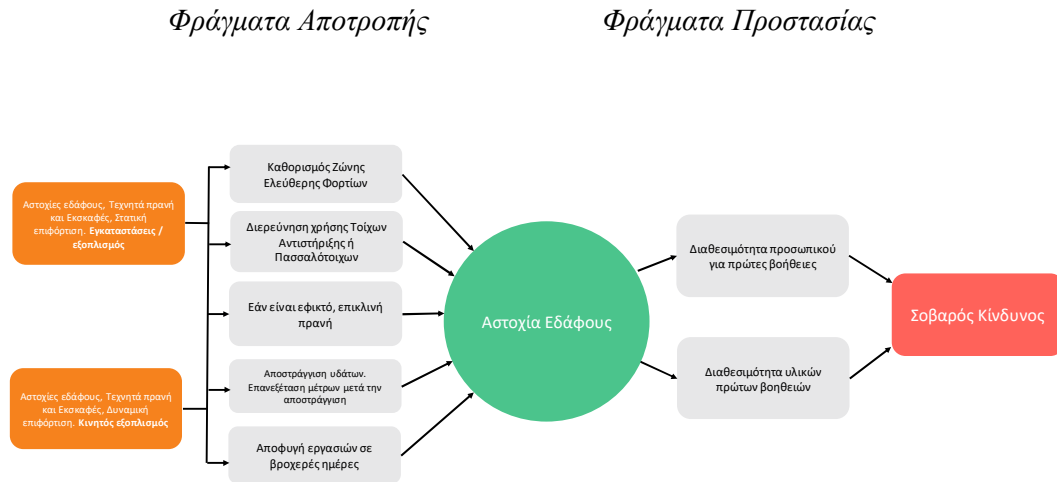 Φράγματα Αποτροπής
Φράγματα Προστασίας
Αστοχίες εδάφους, Τεχνητά πρανή
και Εκσκαφές, Στατική
επιφόρτιση. Εγκαταστάσεις /
εξοπλισμός
Αστοχίες εδάφους, Τεχνητά πρανή
και Εκσκαφές, Δυναμική
επιφόρτιση. Κινητός εξοπλισμός
Καθορισμός Ζώνης
Ελεύθερης Φορτίων
Διερεύνηση χρήσης Τοίχων
Αντιστήριξης ή
Πασσαλότοιχων
Εάν είναι εφικτό, επικλινή
πρανή
Αποστράγγιση υδάτων.
Επανεξέταση μέτρων μετά την
αποστράγγιση
Αποφυγή εργασιών σε
βροχερές ημέρες
Αστοχία Εδάφους
Διαθεσιμότητα προσωπικού
για πρώτες βοήθειες
Διαθεσιμότητα υλικών
πρώτων βοηθειών
Σοβαρός Κίνδυνος